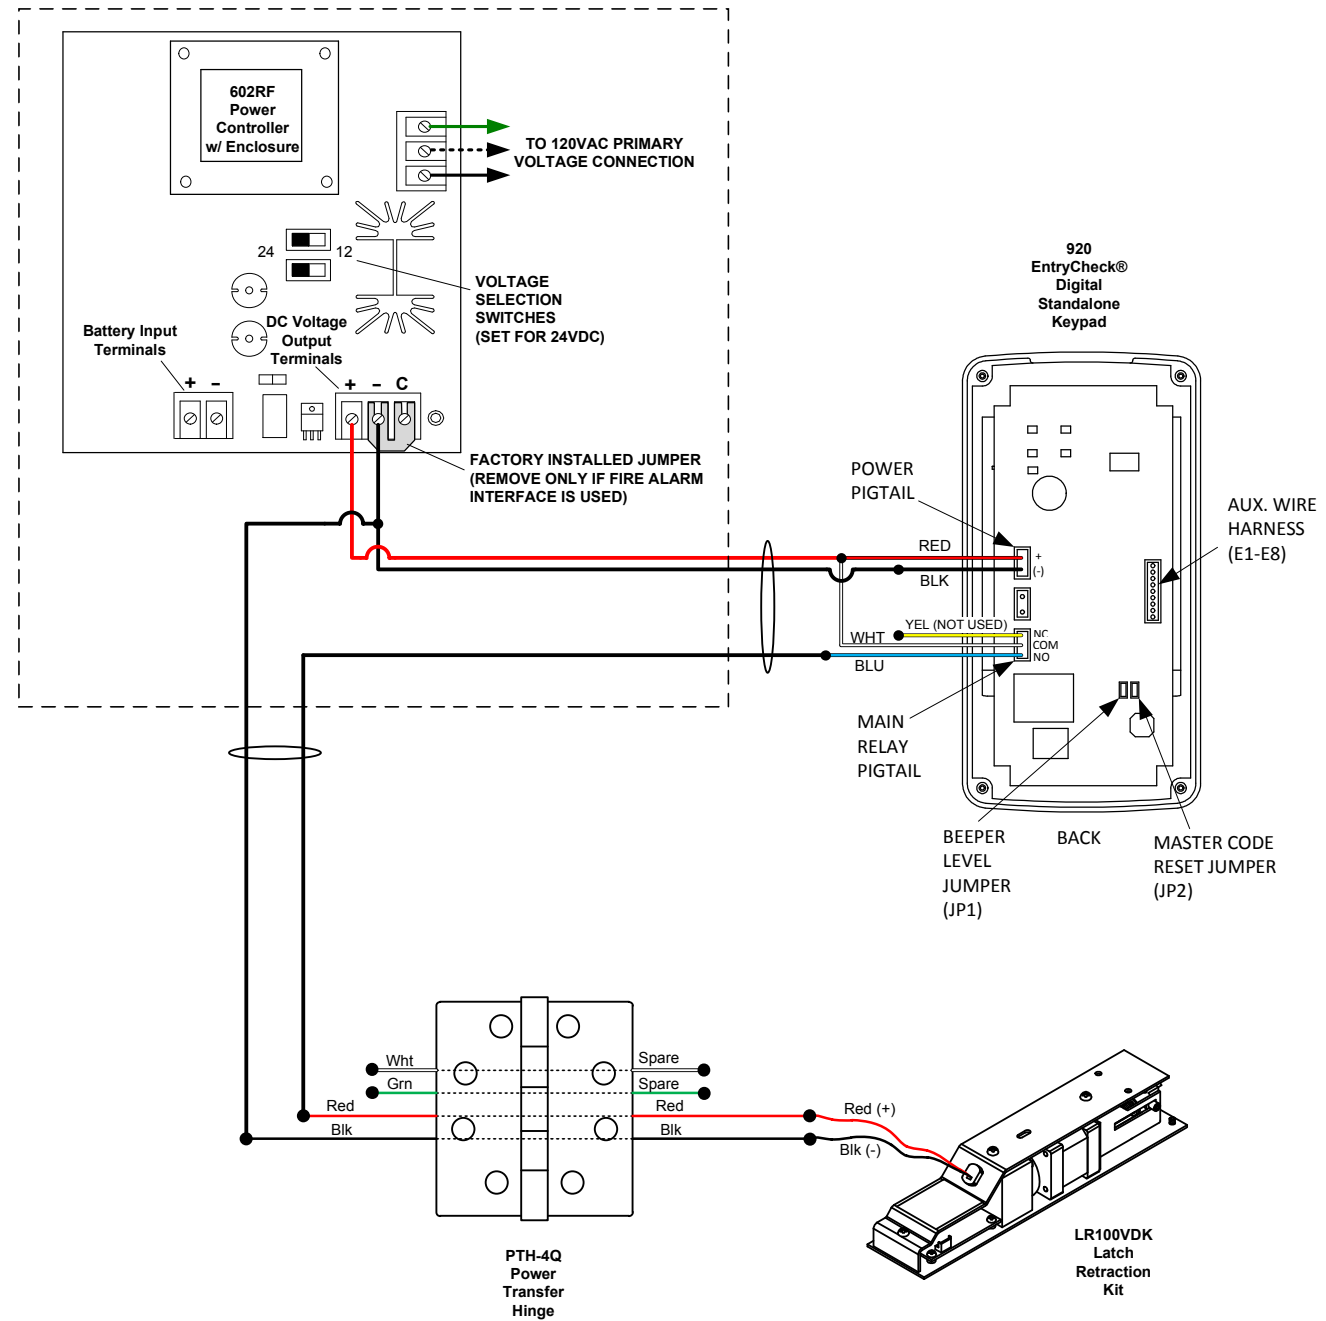 602RF
Power
Controller
w/ Enclosure
TO 120VAC PRIMARY
VOLTAGE CONNECTION
24
12
VOLTAGE
SELECTION
SWITCHES
(SET FOR 24VDC)
Battery Input
Terminals
DC Voltage
Output
Terminals
+ -
+ - C
FACTORY INSTALLED JUMPER
(REMOVE ONLY IF FIRE ALARM
INTERFACE IS USED)
920
EntryCheck®
Digital
Standalone
Keypad
POWER
PIGTAIL
AUX. WIRE
HARNESS
(E1-E8)
RED
+
(-)
BLK
YEL (NOT USED)
NC
WHT
COM
NO
BLU
MAIN
RELAY
PIGTAIL
BEEPER
LEVEL
JUMPER
(JP1)
BACK
MASTER CODE
RESET JUMPER
(JP2)
Wht
Spare
Grn
Spare
Red
Red
Red (+)
Blk
Blk
Blk (-)
PTH-4Q
Power
Transfer
Hinge
LR100VDK
Latch
Retraction
Kit